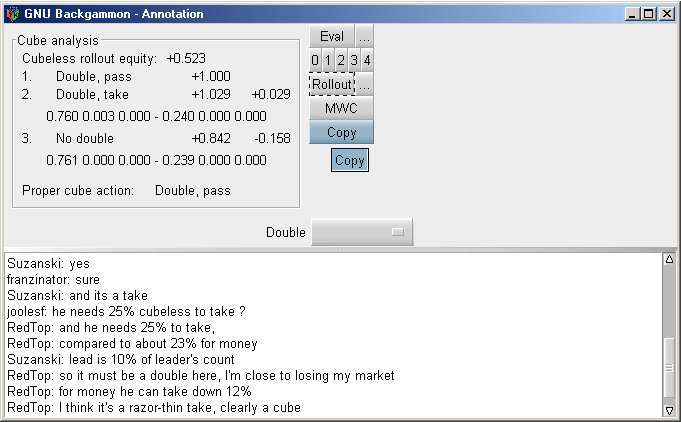 GNU Backgammon - Annotation
Cube analysis
Cubeless rollout equity: +0.523
1. Double, pass +1.000
2. Double, take +1.029 +0.029
0.760 0.003 0.000 - 0.240 0.000 0.000
3. No double +0.842 -0.158
0.761 0.000 0.000 - 0.239 0.000 0.000
Proper cube action: Double, pass
Eval ...
0 1 2 3 4
Rollout ...
MWC
Copy
Copy
Double
Suzanski: yes
franzinator: sure
Suzanski: and its a take
joolesf: he needs 25% cubeless to take ?
RedTop: and he needs 25% to take,
RedTop: compared to about 23% for money
Suzanski: lead is 10% of leader's count
RedTop: so it must be a double here, I'm close to losing my market
RedTop: for money he can take down 12%
RedTop: I think it's a razor-thin take, clearly a cube